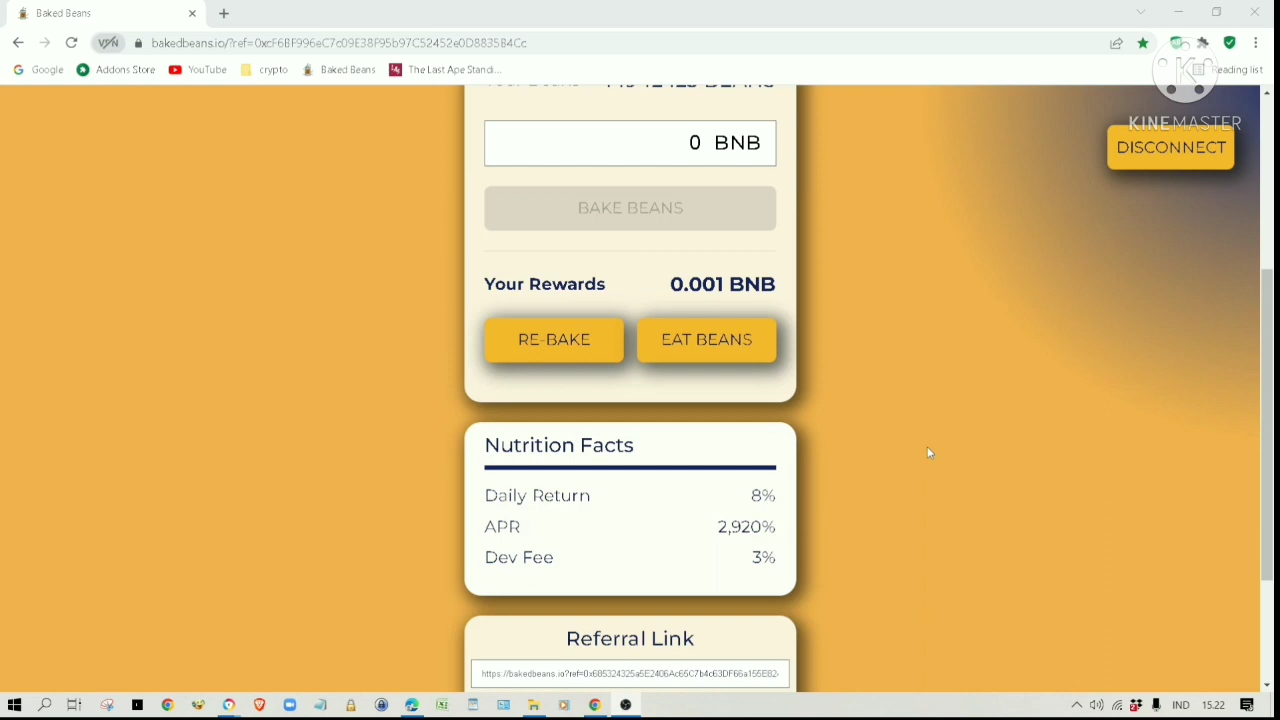 Baked Beans
VPN
bakedbeans.io/?ref=0xcF6BF996eC7c09E38F95b97C52452e0D8835B4Cc
Google
Addons Store
YouTube
crypto
Baked Beans
The Last Ape Standi...
Reading list
KINEMASTER
DISCONNECT
0 BNB
BAKE BEANS
Your Rewards 0.001 BNB
RE-BAKE
EAT BEANS
Nutrition Facts
Daily Return 8%
APR 2,920%
Dev Fee 3%
Referral Link
IND
15.22